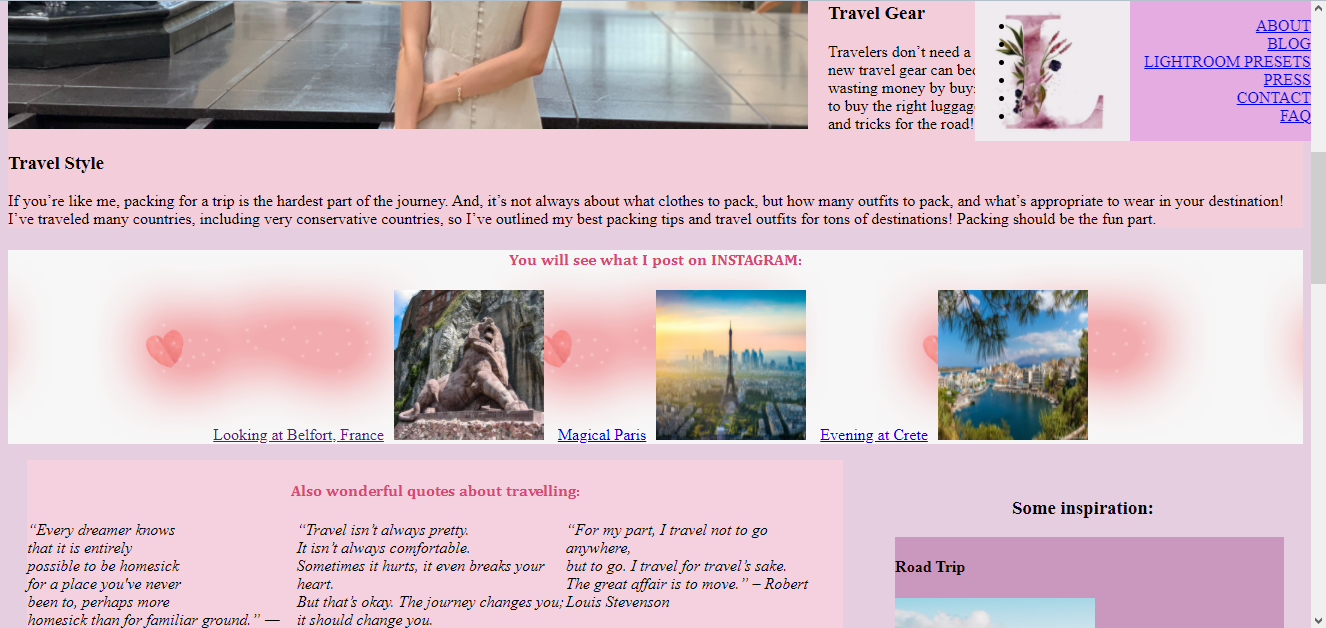 Travel Gear
Travelers don’t need a
new travel gear can bec
wasting money by buy
to buy the right luggag
and tricks for the road!
L
ABOUT
BLOG
LIGHTROOM PRESETS
PRESS
CONTACT
FAQ
Travel Style
If you’re like me, packing for a trip is the hardest part of the journey. And, it’s not always about what clothes to pack, but how many outfits to pack, and what’s appropriate to wear in your destination!
I’ve traveled many countries, including very conservative countries, so I’ve outlined my best packing tips and travel outfits for tons of destinations! Packing should be the fun part.
You will see what I post on INSTAGRAM:
Looking at Belfort, France
Magical Paris
Evening at Crete
Also wonderful quotes about travelling:
“Every dreamer knows
that it is entirely
possible to be homesick
for a place you've never
been to, perhaps more
homesick than for familiar ground.” —
“Travel isn’t always pretty.
It isn’t always comfortable.
Sometimes it hurts, it even breaks your
heart.
But that’s okay. The journey changes you;
it should change you.
“For my part, I travel not to go
anywhere,
but to go. I travel for travel’s sake.
The great affair is to move.” – Robert
Louis Stevenson
Some inspiration:
Road Trip